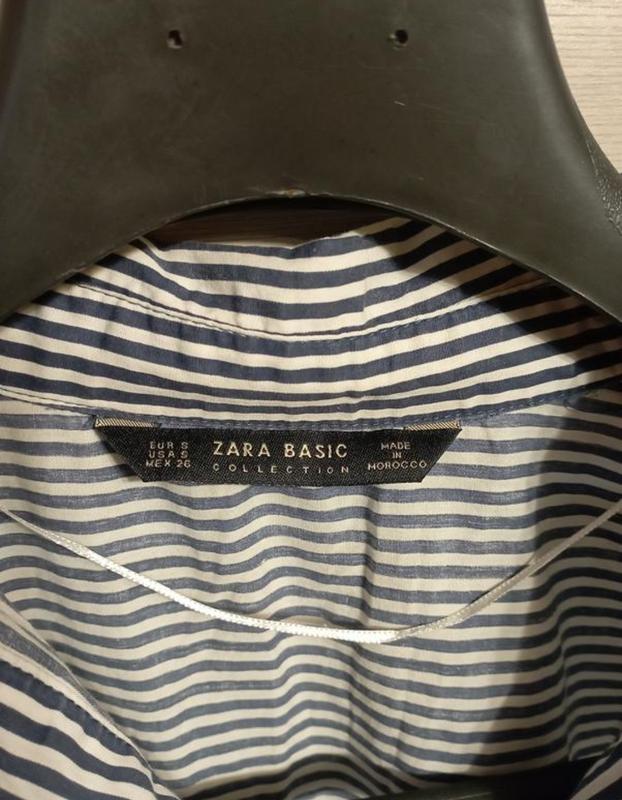 EUR S
USA S
MEX 26
ZARA BASIC
COLLECTION
MADE
IN
MOROCCO